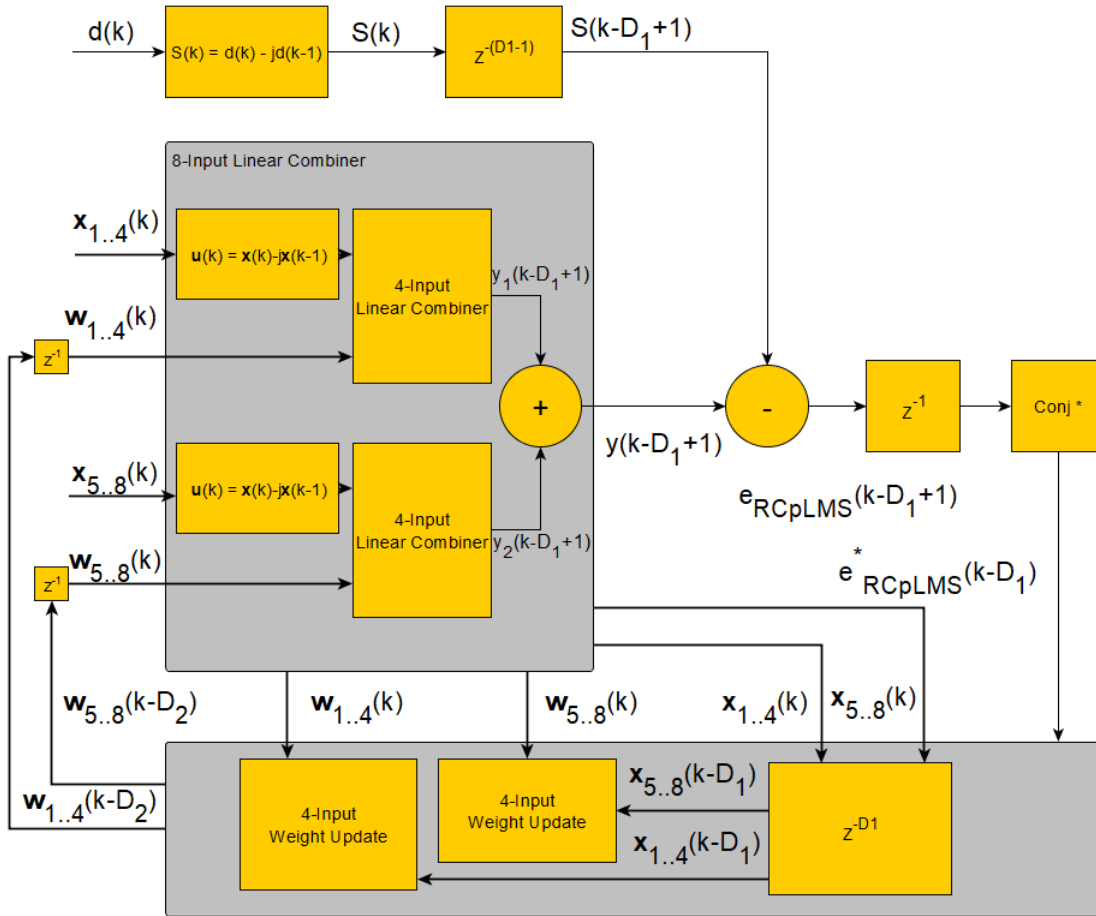 d(k)
S(k) = d(k) - jd(k-1)
S(k)
z⁻⁽ᴰ¹⁻¹⁾
S(k-D₁+1)
8-Input Linear Combiner
x₁..₄(k)
u(k) = x(k)-jx(k-1)
4-Input
Linear Combiner
y₁(k-D₁+1)
w₁..₄(k)
z⁻¹
+
-
z⁻¹
Conj *
y(k-D₁+1)
x₅..₈(k)
u(k) = x(k)-jx(k-1)
4-Input
Linear Combiner
y₂(k-D₁+1)
e_RCpLMS(k-D₁+1)
w₅..₈(k)
z⁻¹
e*_RCpLMS(k-D₁)
w₅..₈(k-D₂)
w₁..₄(k)
w₅..₈(k)
x₁..₄(k)
x₅..₈(k)
w₁..₄(k-D₂)
4-Input
Weight Update
4-Input
Weight Update
x₅..₈(k-D₁)
x₁..₄(k-D₁)
z⁻ᴰ¹